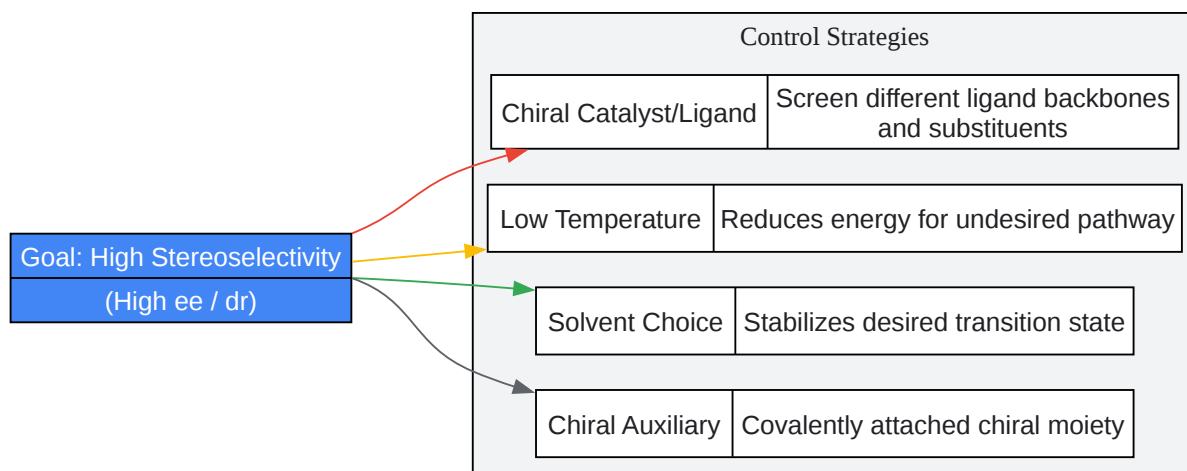 Control Strategies
Chiral Catalyst/Ligand
Screen different ligand backbones
and substituents
Low Temperature
Reduces energy for undesired pathway
Goal: High Stereoselectivity
(High ee / dr)
Solvent Choice
Stabilizes desired transition state
Chiral Auxiliary
Covalently attached chiral moiety